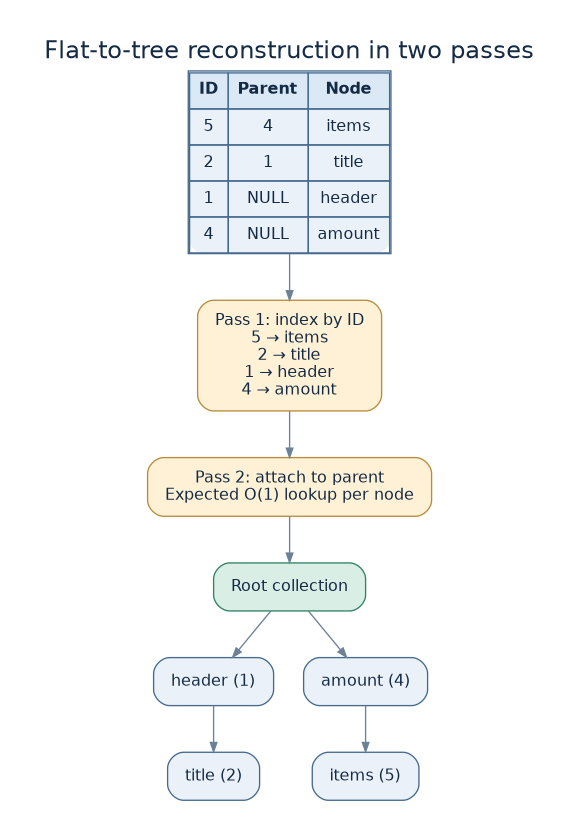 Flat-to-tree reconstruction in two passes
ID Parent Node
5 4 items
2 1 title
1 NULL header
4 NULL amount
Pass 1: index by ID
5 → items
2 → title
1 → header
4 → amount
Pass 2: attach to parent
Expected O(1) lookup per node
Root collection
header (1) amount (4)
title (2) items (5)